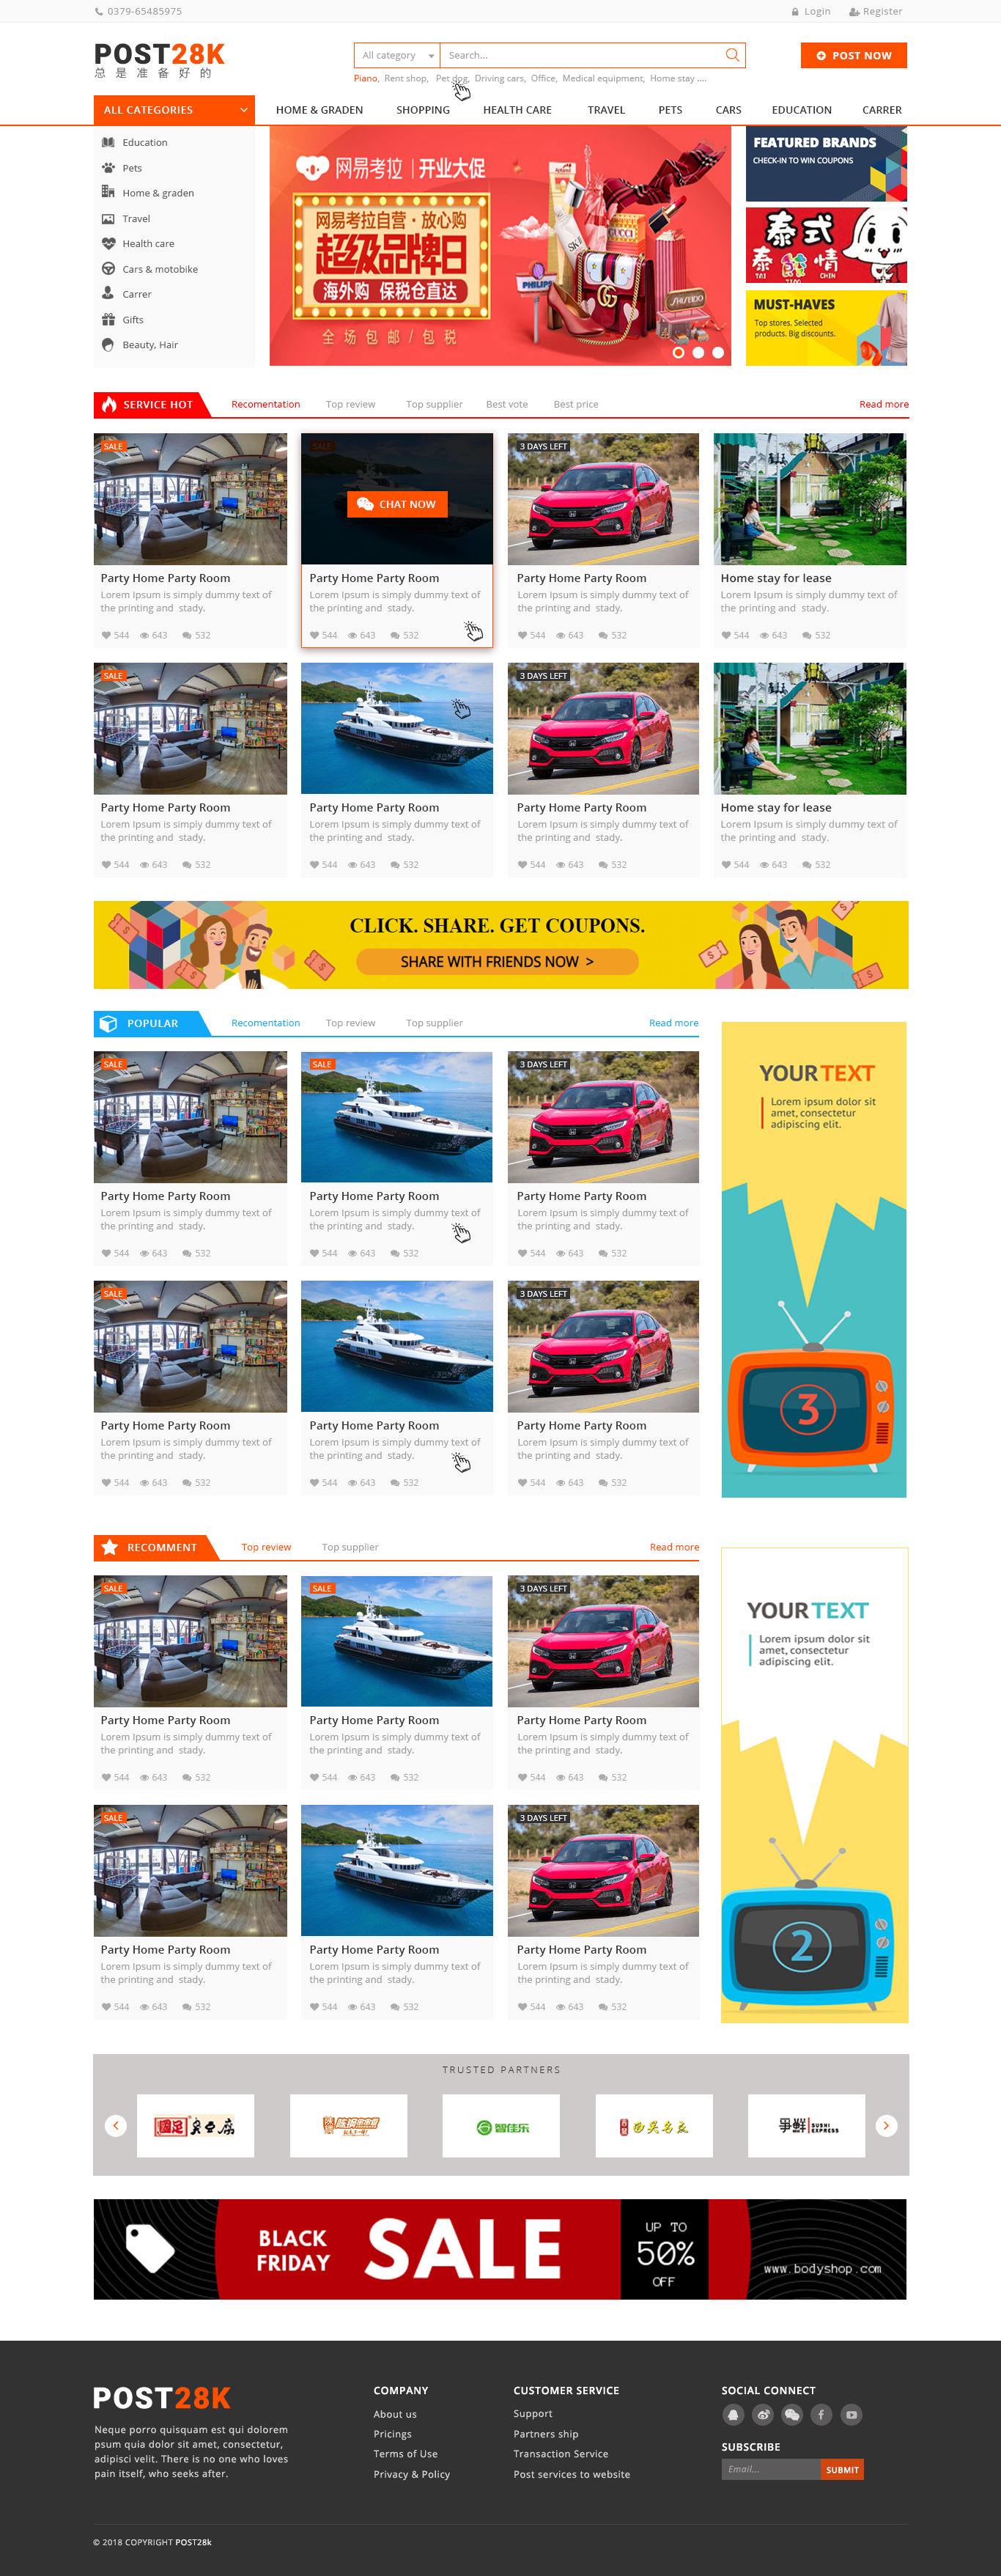 0379-65485975
Login
Register
POST28K
总是准备好的
All category
Search...
POST NOW
Piano, Rent shop, Pet dog, Driving cars, Office, Medical equipment, Home stay ....
ALL CATEGORIES
HOME & GRADEN
SHOPPING
HEALTH CARE
TRAVEL
PETS
CARS
EDUCATION
CARRER
Education
Pets
Home & graden
Travel
Health care
Cars & motobike
Carrer
Gifts
Beauty, Hair
网易考拉 | 开业大促
网易考拉自营 · 放心购
超级品牌日
海外购 保税仓直达
全场包邮/包税
SK-II
GUCCI
PHILIPS
SHISEIDO
FEATURED BRANDS
CHECK-IN TO WIN COUPONS
泰式
泰 情
TAI
CHIN
MUST-HAVES
Top stores. Selected
products. Big discounts.
SERVICE HOT
Recomentation
Top review
Top supplier
Best vote
Best price
Read more
SALE
SALE
3 DAYS LEFT
CHAT NOW
Party Home Party Room
Lorem Ipsum is simply dummy text of
the printing and stady.
544 643 532
Party Home Party Room
Lorem Ipsum is simply dummy text of
the printing and stady.
544 643 532
Party Home Party Room
Lorem Ipsum is simply dummy text of
the printing and stady.
544 643 532
Home stay for lease
Lorem Ipsum is simply dummy text of
the printing and stady.
544 643 532
SALE
3 DAYS LEFT
Party Home Party Room
Lorem Ipsum is simply dummy text of
the printing and stady.
544 643 532
Party Home Party Room
Lorem Ipsum is simply dummy text of
the printing and stady.
544 643 532
Party Home Party Room
Lorem Ipsum is simply dummy text of
the printing and stady.
544 643 532
Home stay for lease
Lorem Ipsum is simply dummy text of
the printing and stady.
544 643 532
CLICK. SHARE. GET COUPONS.
SHARE WITH FRIENDS NOW >
POPULAR
Recomentation
Top review
Top supplier
Read more
SALE
SALE
3 DAYS LEFT
Party Home Party Room
Lorem Ipsum is simply dummy text of
the printing and stady.
544 643 532
Party Home Party Room
Lorem Ipsum is simply dummy text of
the printing and stady.
544 643 532
Party Home Party Room
Lorem Ipsum is simply dummy text of
the printing and stady.
544 643 532
SALE
3 DAYS LEFT
Party Home Party Room
Lorem Ipsum is simply dummy text of
the printing and stady.
544 643 532
Party Home Party Room
Lorem Ipsum is simply dummy text of
the printing and stady.
544 643 532
Party Home Party Room
Lorem Ipsum is simply dummy text of
the printing and stady.
544 643 532
YOUR TEXT
Lorem ipsum dolor sit
amet, consectetur
adipiscing elit.
3
RECOMMENT
Top review
Top supplier
Read more
SALE
SALE
3 DAYS LEFT
Party Home Party Room
Lorem Ipsum is simply dummy text of
the printing and stady.
544 643 532
Party Home Party Room
Lorem Ipsum is simply dummy text of
the printing and stady.
544 643 532
Party Home Party Room
Lorem Ipsum is simply dummy text of
the printing and stady.
544 643 532
SALE
3 DAYS LEFT
Party Home Party Room
Lorem Ipsum is simply dummy text of
the printing and stady.
544 643 532
Party Home Party Room
Lorem Ipsum is simply dummy text of
the printing and stady.
544 643 532
Party Home Party Room
Lorem Ipsum is simply dummy text of
the printing and stady.
544 643 532
YOUR TEXT
Lorem ipsum dolor sit
amet, consectetur
adipiscing elit.
2
TRUSTED PARTNERS
智佳乐
争鲜 SUSHI
EXPRESS
BLACK
FRIDAY
SALE
UP TO
50%
OFF
www.bodyshop.com
POST28K
Neque porro quisquam est qui dolorem
psum quia dolor sit amet, consectetur,
adipisci velit. There is no one who loves
pain itself, who seeks after.
COMPANY
About us
Pricings
Terms of Use
Privacy & Policy
CUSTOMER SERVICE
Support
Partners ship
Transaction Service
Post services to website
SOCIAL CONNECT
SUBSCRIBE
Email....
SUBMIT
© 2018 COPYRIGHT POST28k